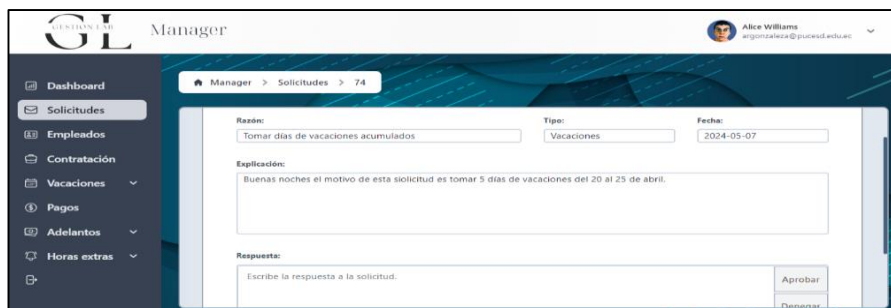 GESTIÓN LAB
GL
Manager
Alice Williams
argonzaleza@pucesd.edu.ec
Dashboard
Solicitudes
Empleados
Contratación
Vacaciones
Pagos
Adelantos
Horas extras
Manager > Solicitudes > 74
Razón: Tipo: Fecha:
Tomar días de vacaciones acumulados Vacaciones 2024-05-07
Explicación:
Buenas noches el motivo de esta siolicitud es tomar 5 días de vacaciones del 20 al 25 de abril.
Respuesta:
Escribe la respuesta a la solicitud.
Aprobar
Denegar